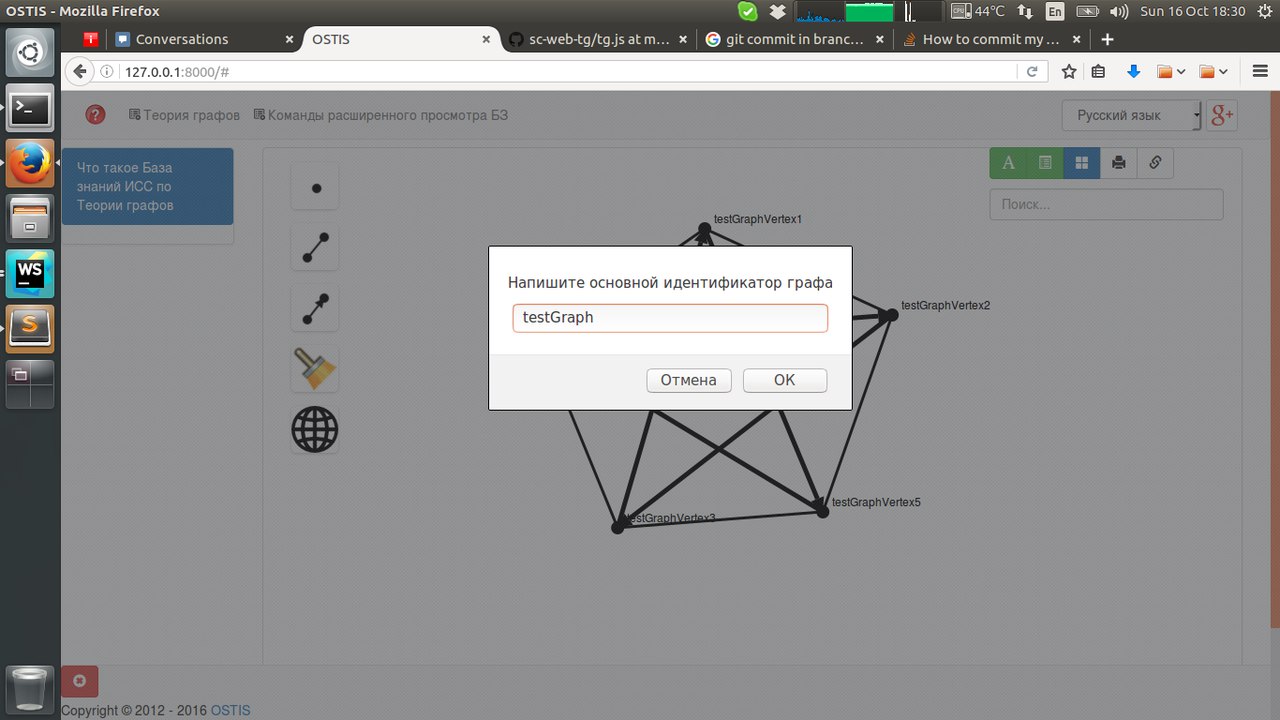 OSTIS - Mozilla Firefox
44°C
En
Sun 16 Oct 18:30
Conversations
OSTIS
sc-web-tg/tg.js at m...
git commit in branc...
How to commit my ...
127.0.0.1:8000/#
Теория графов
Команды расширенного просмотра БЗ
Русский язык
g+
Что такое База
знаний ИСС по
Теории графов
A
Поиск...
testGraphVertex1
testGraphVertex2
Напишите основной идентификатор графа
testGraph
Отмена
OK
testGraphVertex5
testGraphVertex3
WS
S
Copyright © 2012 - 2016 OSTIS